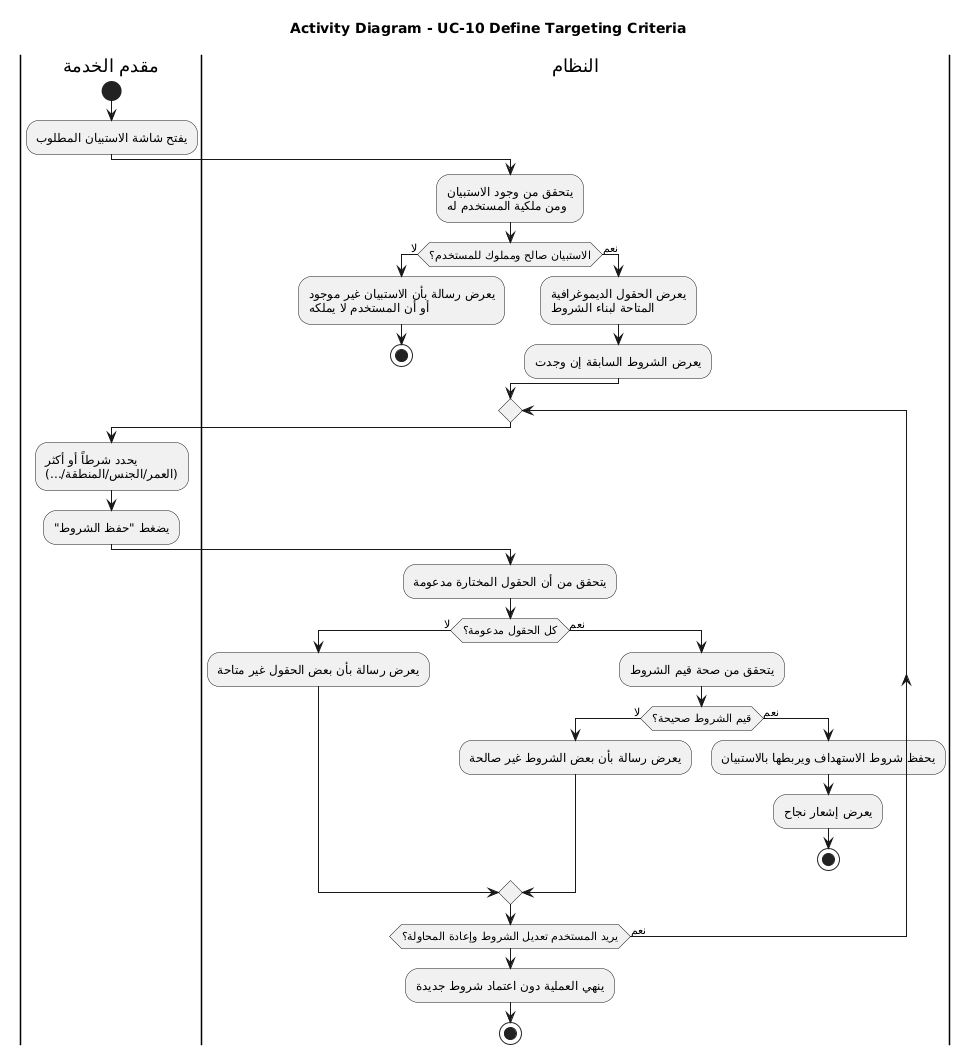 Activity Diagram - UC-10 Define Targeting Criteria
مقدم الخدمة
النظام
يفتح شاشة الاستبيان المطلوب
يتحقق من وجود الاستبيان
ومن ملكية المستخدم له
الاستبيان صالح ومملوك للمستخدم؟
لا
نعم
يعرض رسالة بأن الاستبيان غير موجود
أو أن المستخدم لا يملكه
يعرض الحقول الديموغرافية
المتاحة لبناء الشروط
يعرض الشروط السابقة إن وجدت
يحدد شرطاً أو أكثر
(العمر/الجنس/المنطقة/...)
يضغط "حفظ الشروط"
يتحقق من أن الحقول المختارة مدعومة
كل الحقول مدعومة؟
لا
نعم
يعرض رسالة بأن بعض الحقول غير متاحة
يتحقق من صحة قيم الشروط
قيم الشروط صحيحة؟
لا
نعم
يعرض رسالة بأن بعض الشروط غير صالحة
يحفظ شروط الاستهداف ويربطها بالاستبيان
يعرض إشعار نجاح
يريد المستخدم تعديل الشروط وإعادة المحاولة؟
نعم
ينهي العملية دون اعتماد شروط جديدة